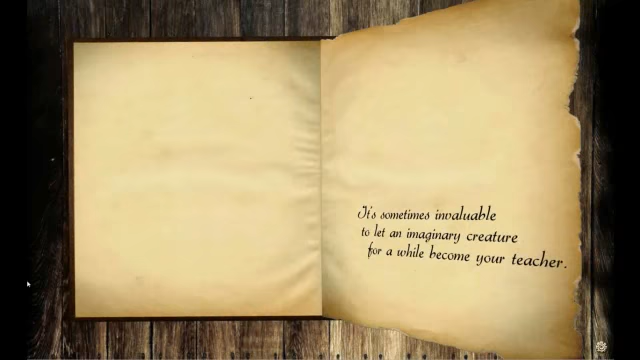 It's sometimes invaluable
to let an imaginary creature
for a while become your teacher.